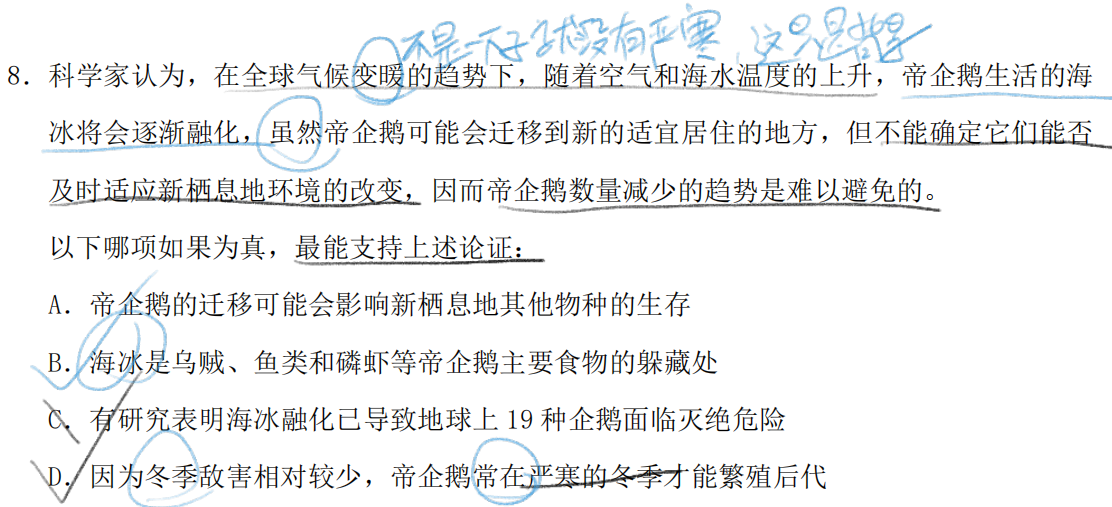 不是一下子就没有严寒，这只是背景
8．科学家认为，在全球气候变暖的趋势下，随着空气和海水温度的上升，帝企鹅生活的海
冰将会逐渐融化，虽然帝企鹅可能会迁移到新的适宜居住的地方，但不能确定它们能否
及时适应新栖息地环境的改变，因而帝企鹅数量减少的趋势是难以避免的。
以下哪项如果为真，最能支持上述论证：
A．帝企鹅的迁移可能会影响新栖息地其他物种的生存
B．海冰是乌贼、鱼类和磷虾等帝企鹅主要食物的躲藏处
C．有研究表明海冰融化已导致地球上 19 种企鹅面临灭绝危险
D．因为冬季敌害相对较少，帝企鹅常在严寒的冬季才能繁殖后代